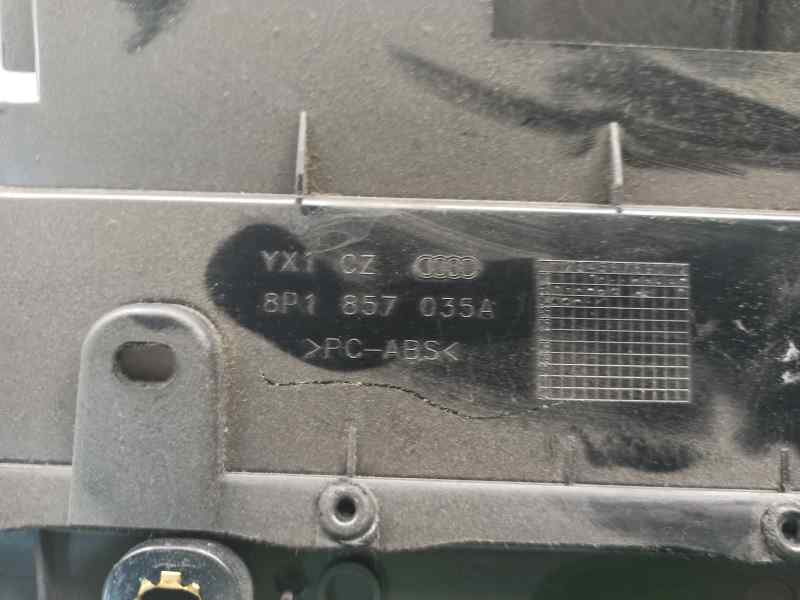 YX1 CZ
8P1 857 035A
>PC-ABS<